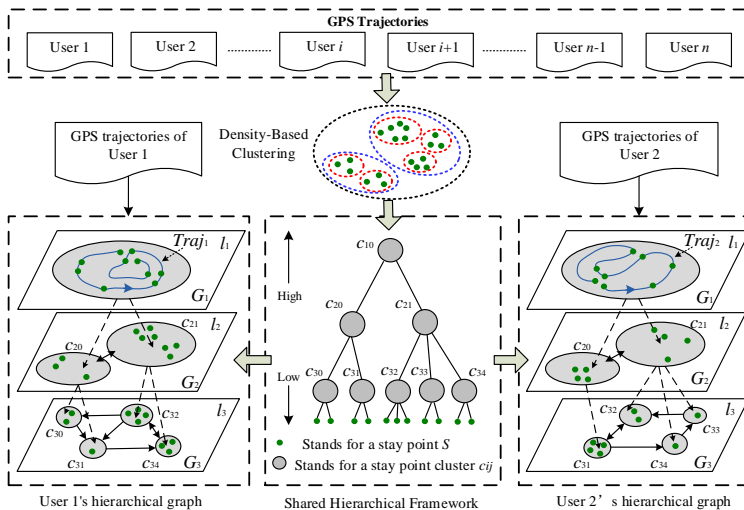 GPS Trajectories
User 1
User 2
User i
User i+1
User n-1
User n
GPS trajectories of
User 1
Density-Based
Clustering
GPS trajectories of
User 2
Traj1
l1
G1
c20
c21
l2
G2
c30
c31
c32
c34
l3
G3
High
Low
c10
c20
c21
c30
c31
c32
c33
c34
Stands for a stay point S
Stands for a stay point cluster cij
Traj2
l1
G1
c20
c21
l2
G2
c31
c32
c33
c34
l3
G3
User 1's hierarchical graph
Shared Hierarchical Framework
User 2’s hierarchical graph